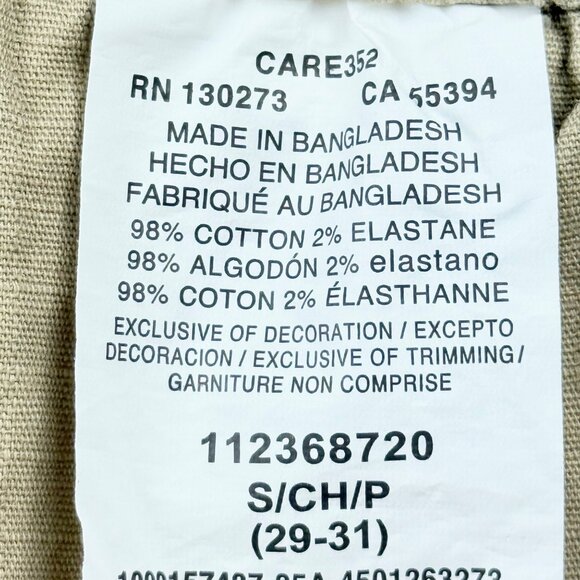 CARE352
RN 130273 CA 55394
MADE IN BANGLADESH
HECHO EN BANGLADESH
FABRIQUÉ AU BANGLADESH
98% COTTON 2% ELASTANE
98% ALGODÓN 2% elastano
98% COTON 2% ÉLASTHANNE
EXCLUSIVE OF DECORATION / EXCEPTO
DECORACION / EXCLUSIVE OF TRIMMING/
GARNITURE NON COMPRISE
112368720
S/CH/P
(29-31)